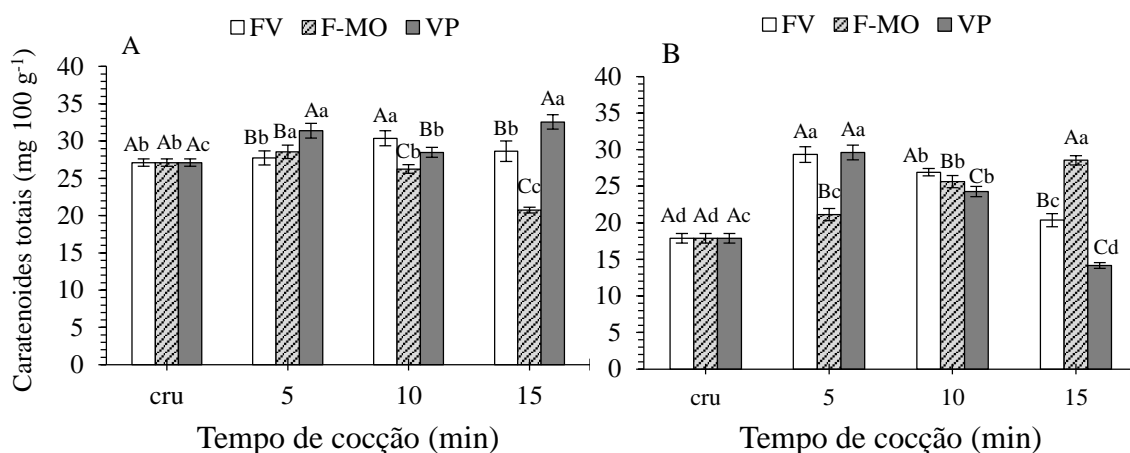 FV F-MO VP
A
Caratenoides totais (mg 100 g-1)
40
35
30
25
20
15
10
5
0
Ab Ab Ac
Bb Ba Aa
Aa Cb Bb
Bb Cc Aa
cru 5 10 15
Tempo de cocção (min)
FV F-MO VP
B
40
35
30
25
20
15
10
5
0
Ad Ad Ac
Aa Bc Aa
Ab Bb Cb
Bc Aa Cd
cru 5 10 15
Tempo de cocção (min)